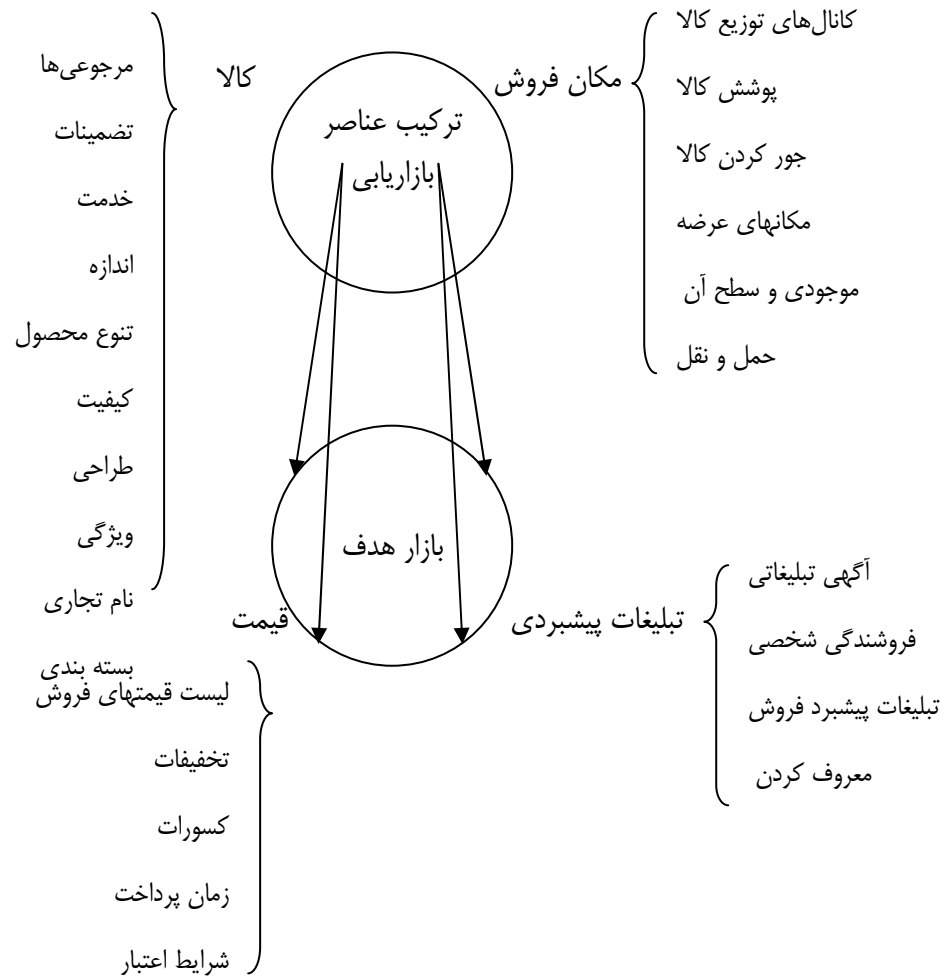 کانال‌های توزیع کالا
پوشش کالا
جور کردن کالا
مکانهای عرضه
موجودی و سطح آن
حمل و نقل
مکان فروش
ترکیب عناصر
بازاریابی
کالا
مرجوعی‌ها
تضمینات
خدمت
اندازه
تنوع محصول
کیفیت
طراحی
ویژگی
نام تجاری
بسته بندی
بازار هدف
آگهی تبلیغاتی
فروشندگی شخصی
تبلیغات پیشبرد فروش
معروف کردن
تبلیغات پیشبردی
قیمت
لیست قیمتهای فروش
تخفیفات
کسورات
زمان پرداخت
شرایط اعتبار